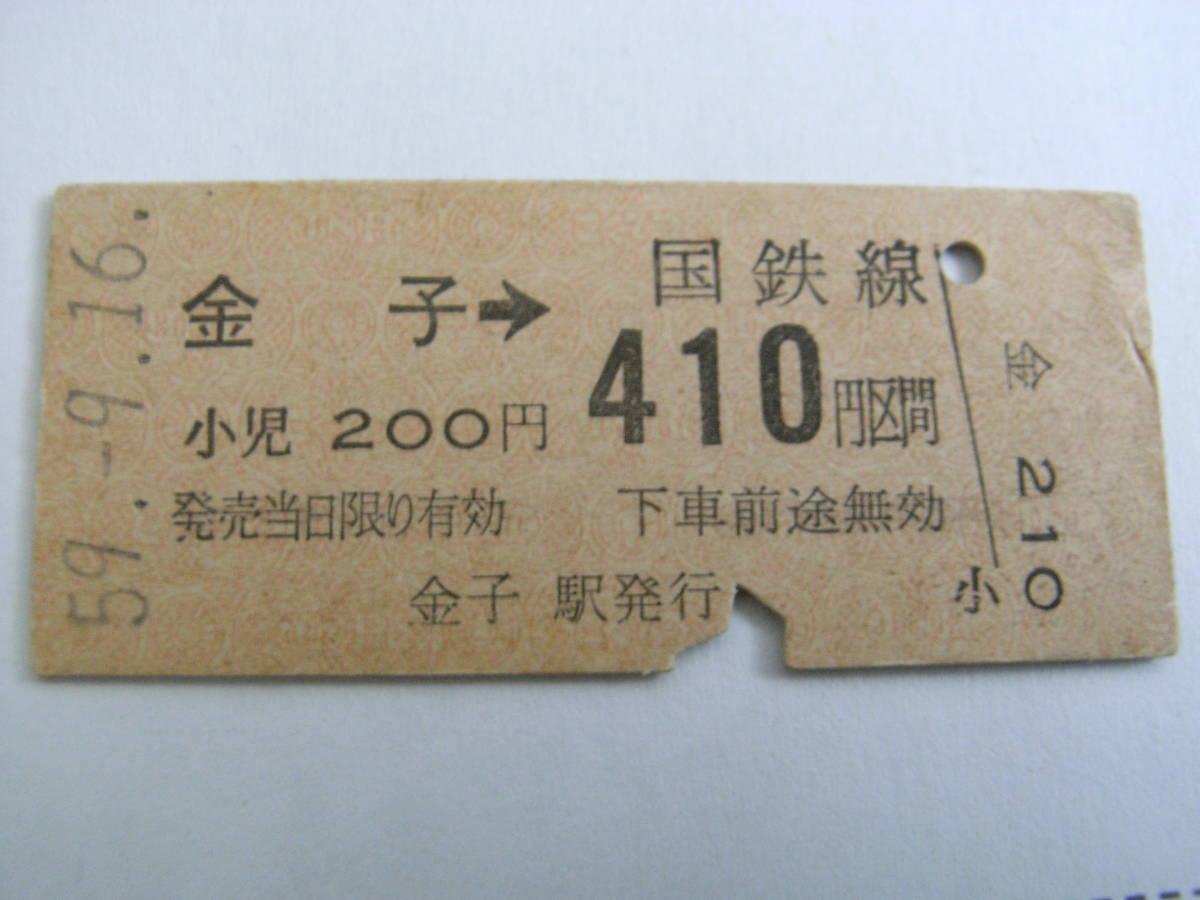 59.-9.16.
金子→ 国鉄線
410円区間
小児 200円
発売当日限り有効 下車前途無効
金子 駅発行
小
金 210